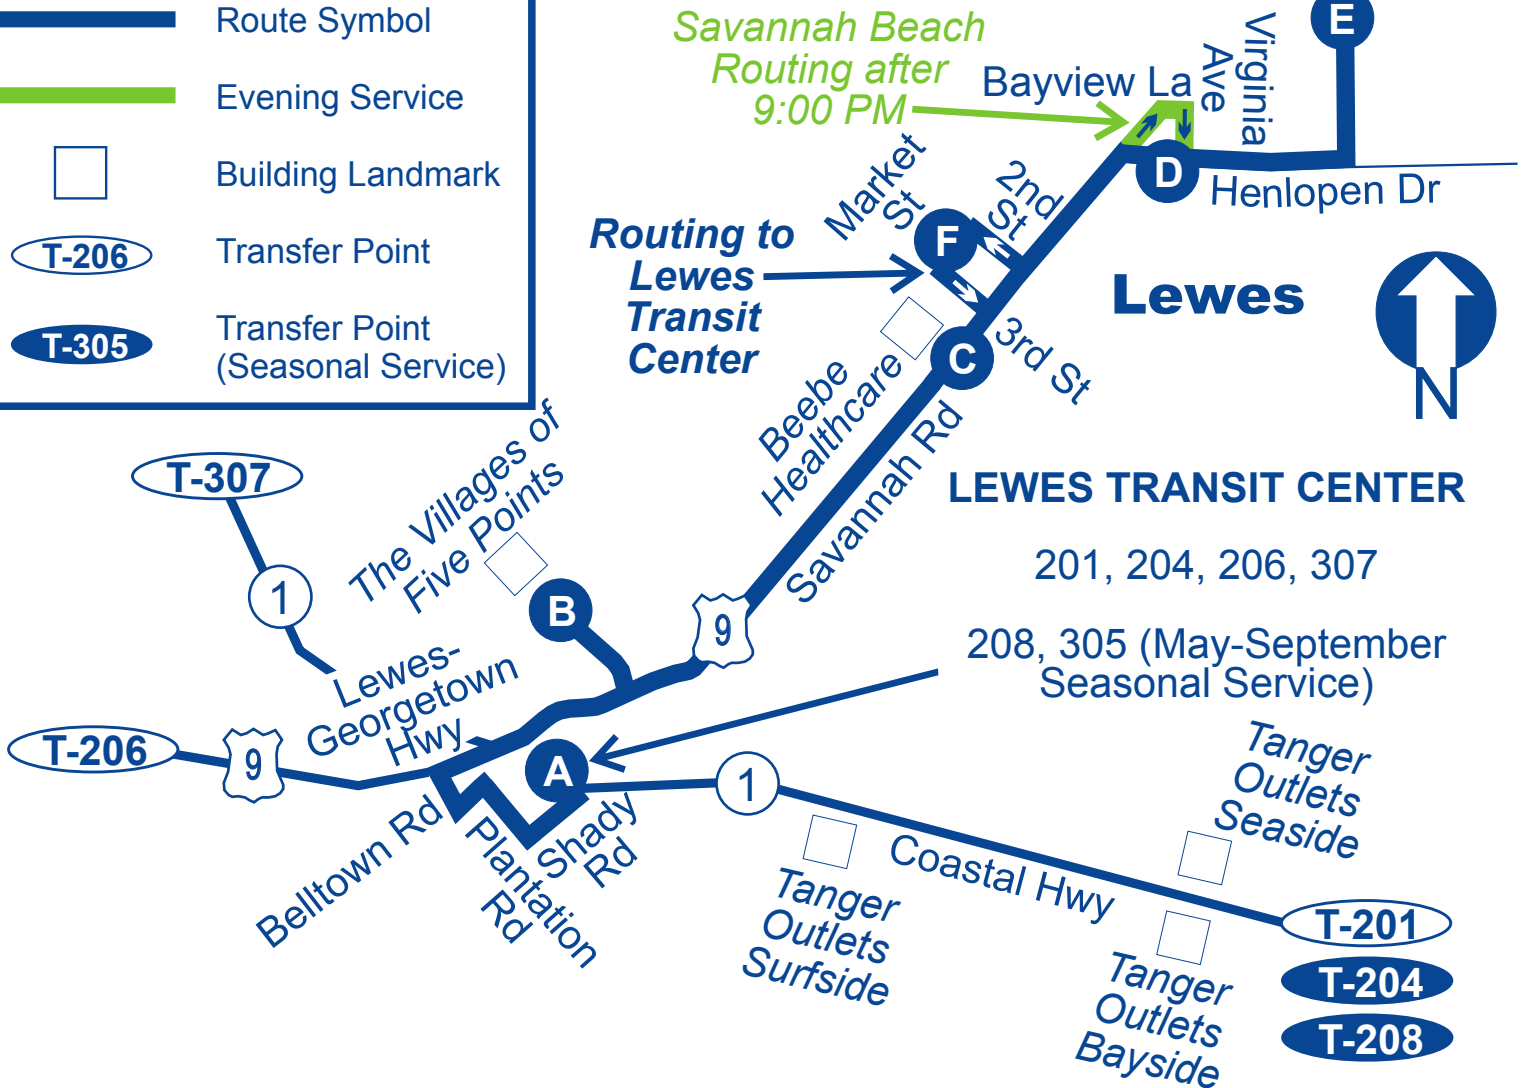 Route Symbol
Evening Service
Building Landmark
T-206
Transfer Point
T-305
Transfer Point
(Seasonal Service)
Savannah Beach
Routing after
9:00 PM
Bayview La
Virginia
Ave
E
D
Henlopen Dr
Market
St
2nd
St
F
Routing to
Lewes
Transit
Center
Lewes
N
C
3rd St
Beebe
Healthcare
Savannah Rd
LEWES TRANSIT CENTER
201, 204, 206, 307
208, 305 (May-September
Seasonal Service)
T-307
1
The Villages of
Five Points
B
9
Lewes-
Georgetown
Hwy
T-206
9
A
1
Belltown Rd
Plantation
Rd
Shady
Rd
Coastal Hwy
Tanger
Outlets
Seaside
Tanger
Outlets
Surfside
Tanger
Outlets
Bayside
T-201
T-204
T-208